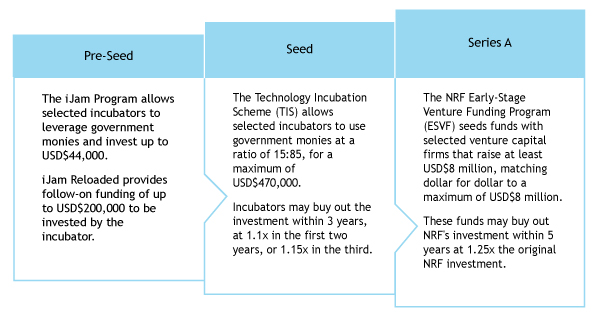 Pre-Seed
The iJam Program allows
selected incubators to
leverage government
monies and invest up to
USD$44,000.
iJam Reloaded provides
follow-on funding of up
to USD$200,000 to be
invested by the
incubator.
Seed
The Technology Incubation
Scheme (TIS) allows
selected incubators to use
government monies at a
ratio of 15:85, for a
maximum of
USD$470,000.
Incubators may buy out the
investment within 3 years,
at 1.1x in the first two
years, or 1.15x in the third.
Series A
The NRF Early-Stage
Venture Funding Program
(ESVF) seeds funds with
selected venture capital
firms that raise at least
USD$8 million, matching
dollar for dollar to a
maximum of USD$8 million.
These funds may buy out
NRF's investment within 5
years at 1.25x the original
NRF investment.